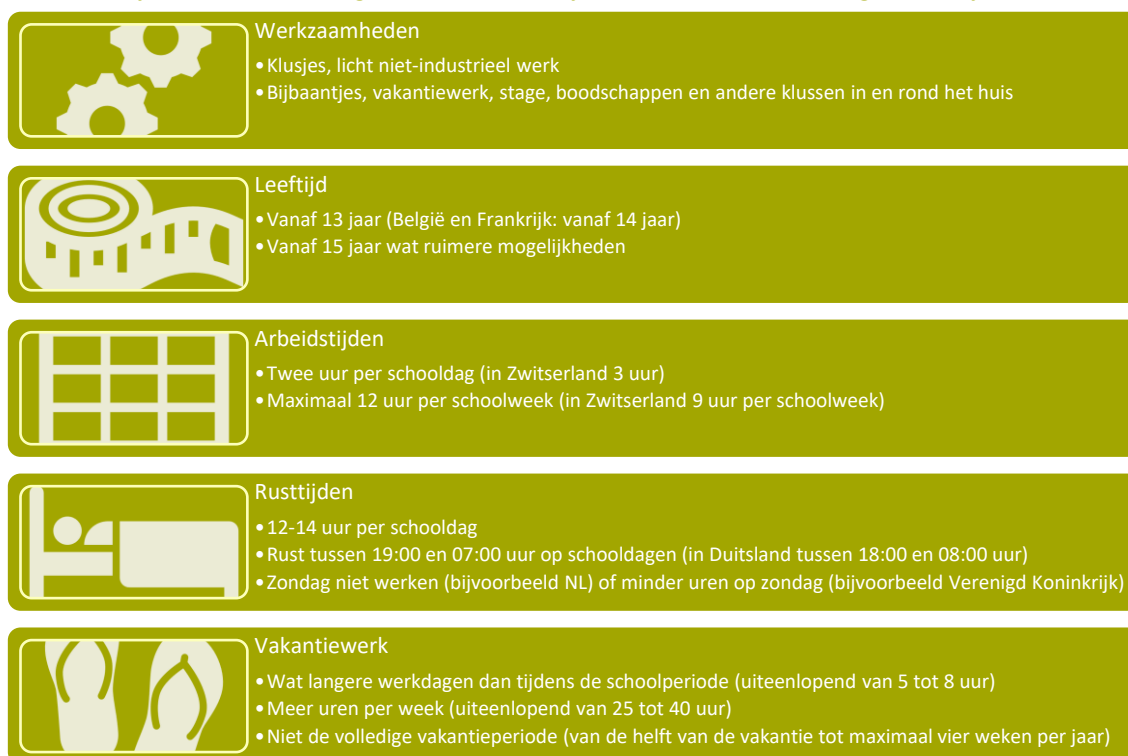 Werkzaamheden
•Klusjes, licht niet-industrieel werk
•Bijbaantjes, vakantiewerk, stage, boodschappen en andere klussen in en rond het huis
Leeftijd
•Vanaf 13 jaar (België en Frankrijk: vanaf 14 jaar)
•Vanaf 15 jaar wat ruimere mogelijkheden
Arbeidstijden
•Twee uur per schooldag (in Zwitserland 3 uur)
•Maximaal 12 uur per schoolweek (in Zwitserland 9 uur per schoolweek)
Rusttijden
•12-14 uur per schooldag
•Rust tussen 19:00 en 07:00 uur op schooldagen (in Duitsland tussen 18:00 en 08:00 uur)
•Zondag niet werken (bijvoorbeeld NL) of minder uren op zondag (bijvoorbeeld Verenigd Koninkrijk)
Vakantiewerk
•Wat langere werkdagen dan tijdens de schoolperiode (uiteenlopend van 5 tot 8 uur)
•Meer uren per week (uiteenlopend van 25 tot 40 uur)
•Niet de volledige vakantieperiode (van de helft van de vakantie tot maximaal vier weken per jaar)